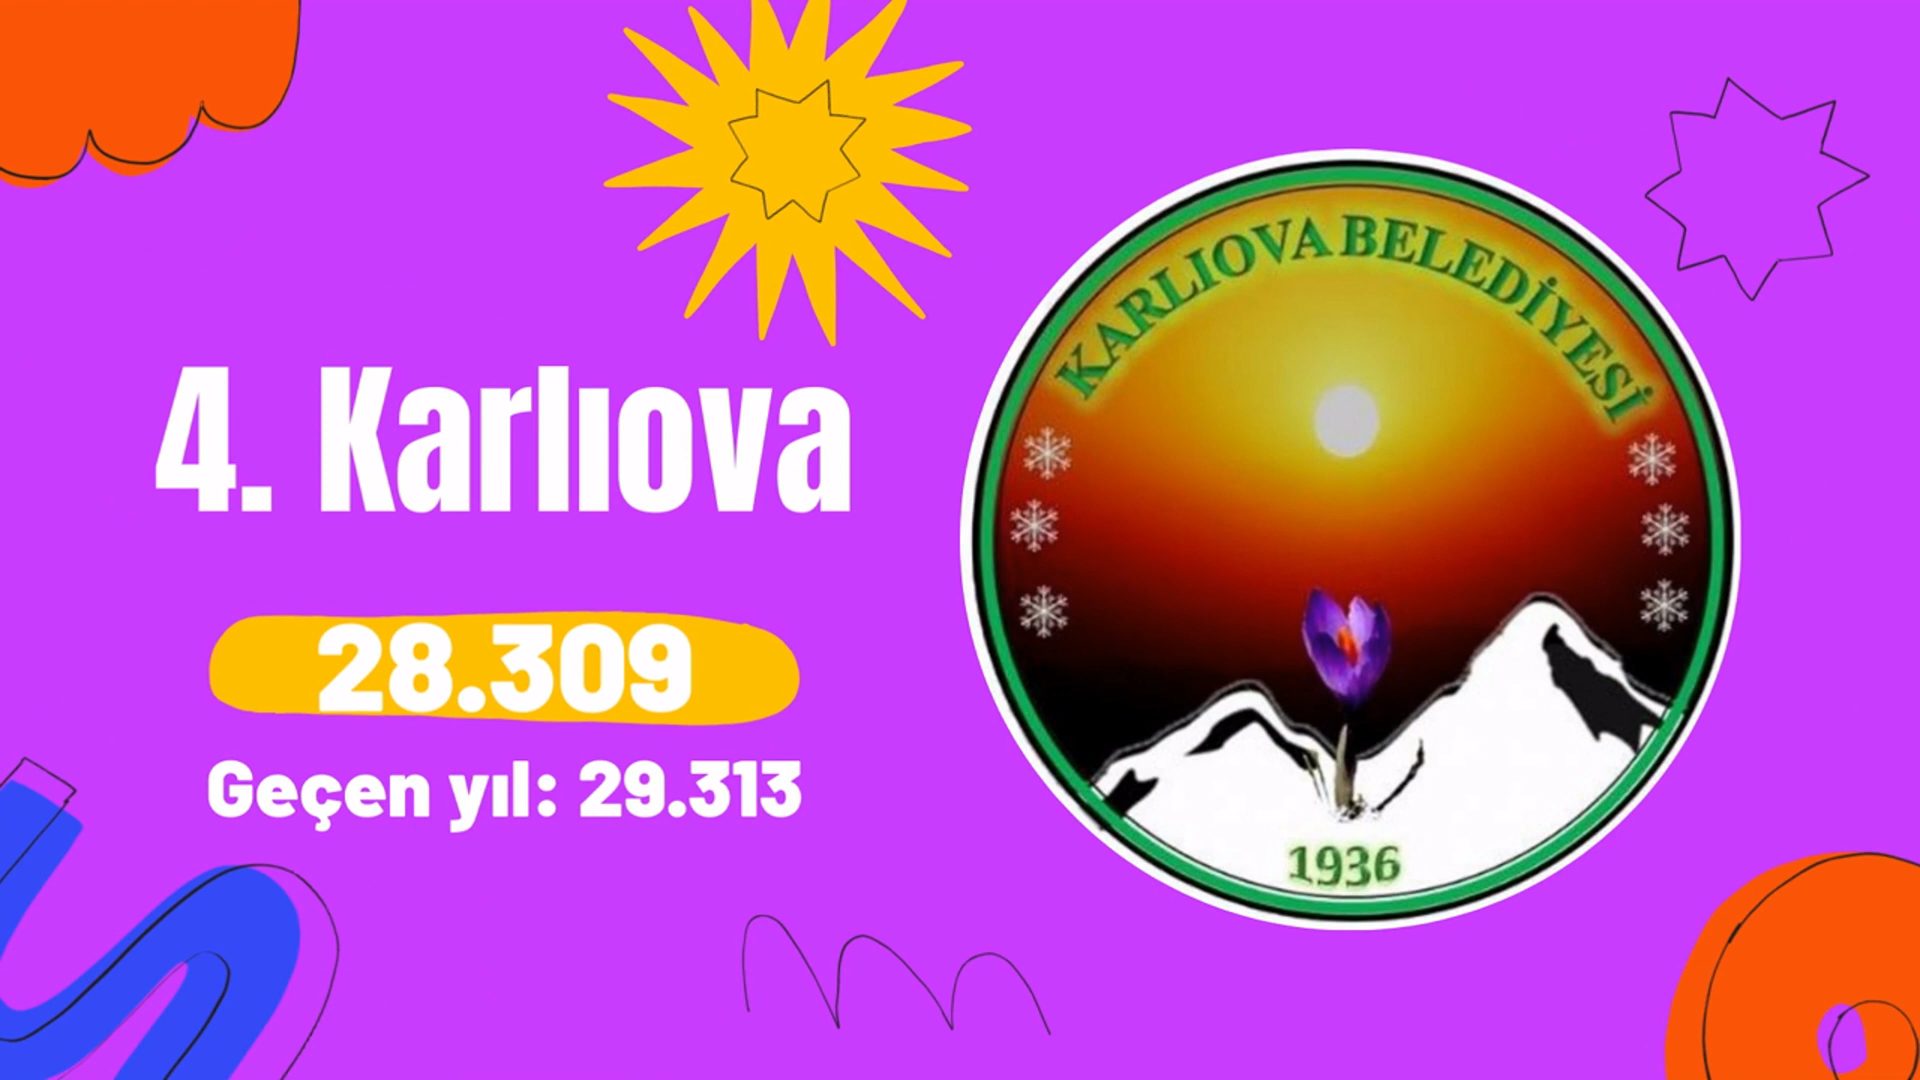 4. Karlıova
28.309
Geçen yıl: 29.313
KARLIOVA BELEDİYESİ
1936